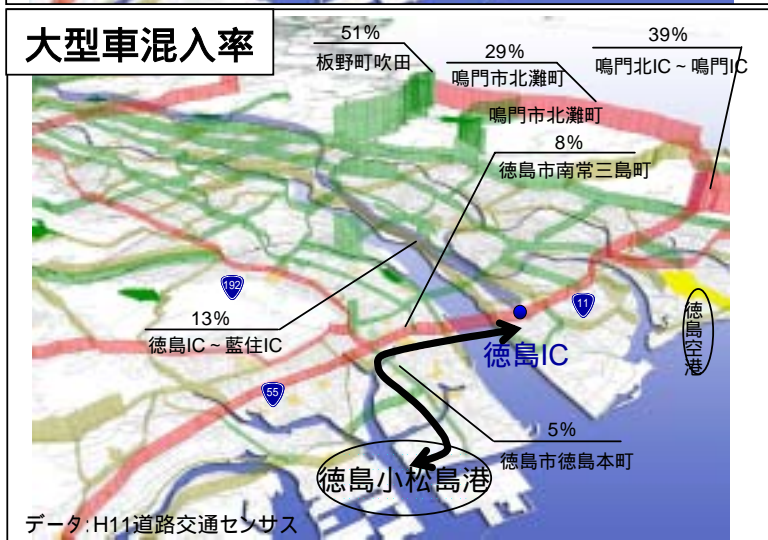 大型車混入率
51%
板野町吹田
29%
鳴門市北灘町
鳴門市北灘町
39%
鳴門北IC~鳴門IC
8%
徳島市南常三島町
192
13%
徳島IC~藍住IC
11
徳島IC
徳島空港
55
5%
徳島市徳島本町
徳島小松島港
データ:H11道路交通センサス